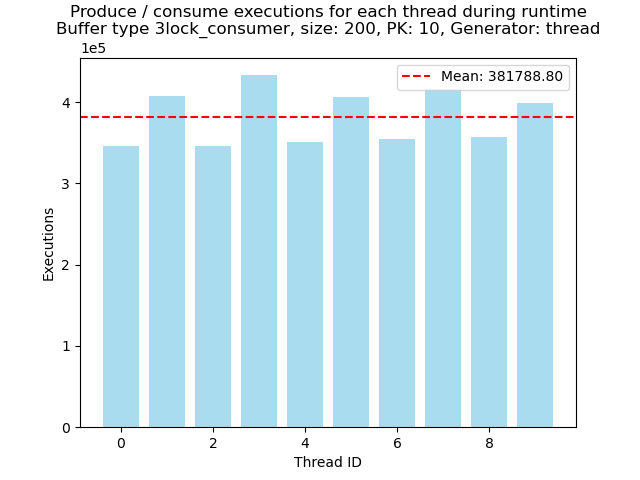 Produce / consume executions for each thread during runtime
Buffer type 3lock_consumer, size: 200, PK: 10, Generator: thread
1e5
Mean: 381788.80
4
3
2
1
0
Executions
0 2 4 6 8
Thread ID